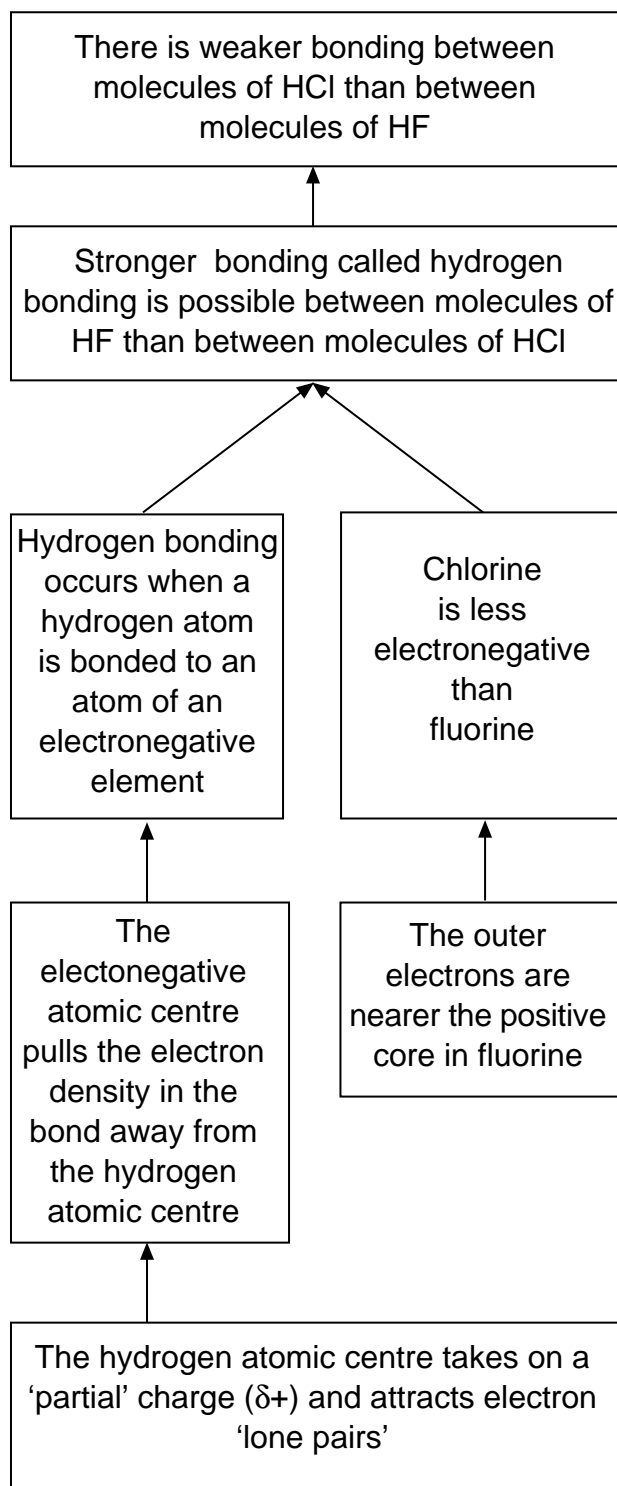 There is weaker bonding between
molecules of HCl than between
molecules of HF
Stronger bonding called hydrogen
bonding is possible between molecules of
HF than between molecules of HCl
Hydrogen bonding
occurs when a
hydrogen atom
is bonded to an
atom of an
electronegative
element
Chlorine
is less
electronegative
than
fluorine
The
electonegative
atomic centre
pulls the electron
density in the
bond away from
the hydrogen
atomic centre
The outer
electrons are
nearer the positive
core in fluorine
The hydrogen atomic centre takes on a
‘partial’ charge (δ+) and attracts electron
‘lone pairs’